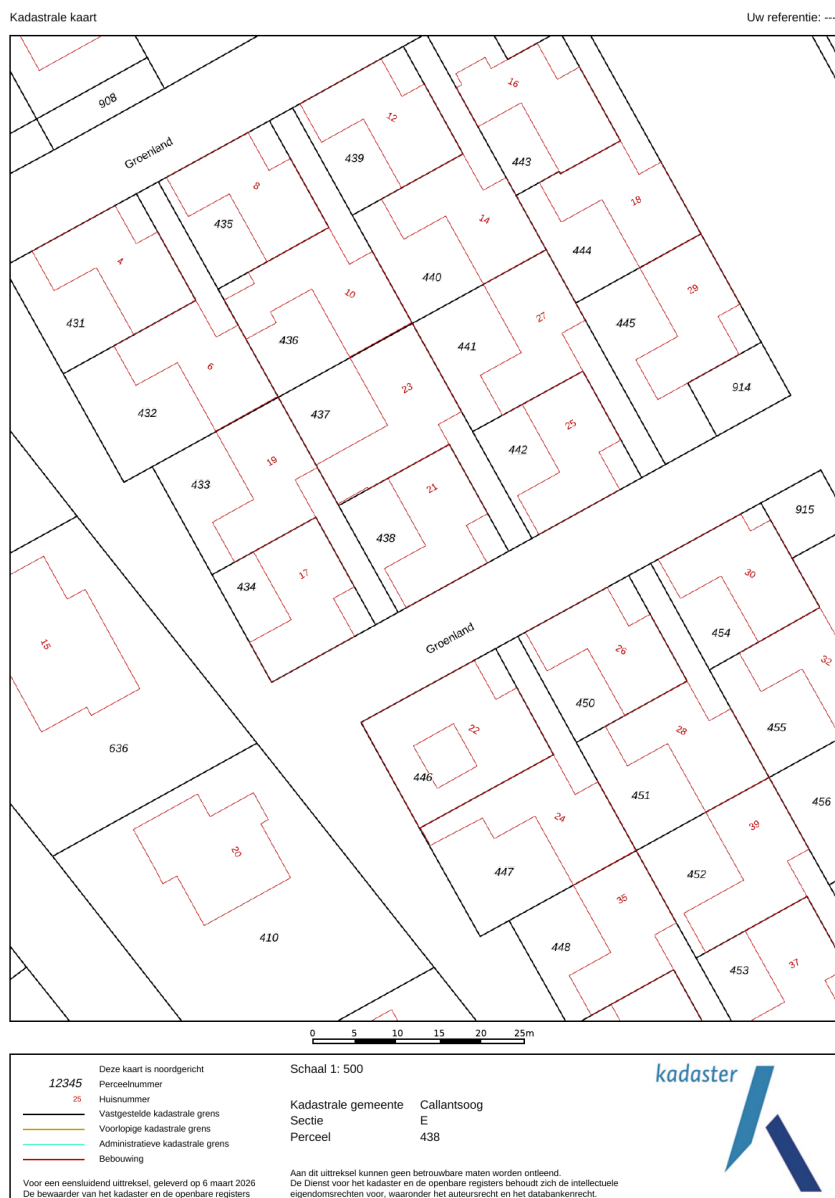 Kadastrale kaart
Uw referentie: ---
908
Groenland
16
12
439
443
8
435
18
14
4
444
440
10
29
431
27
445
436
441
6
23
914
432
437
25
442
19
433
21
915
438
17
434
30
Groenland
454
15
26
32
450
22
28
455
636
446
451
456
24
39
20
447
452
35
410
448
37
453
0 5 10 15 20 25m
Deze kaart is noordgericht
12345 Perceelnummer
25 Huisnummer
Vastgestelde kadastrale grens
Voorlopige kadastrale grens
Administratieve kadastrale grens
Bebouwing
Voor een eensluidend uittreksel, geleverd op 6 maart 2026
De bewaarder van het kadaster en de openbare registers
Schaal 1: 500
Kadastrale gemeente Callantsoog
Sectie E
Perceel 438
Aan dit uittreksel kunnen geen betrouwbare maten worden ontleend.
De Dienst voor het kadaster en de openbare registers behoudt zich de intellectuele
eigendomsrechten voor, waaronder het auteursrecht en het databankenrecht.
kadaster